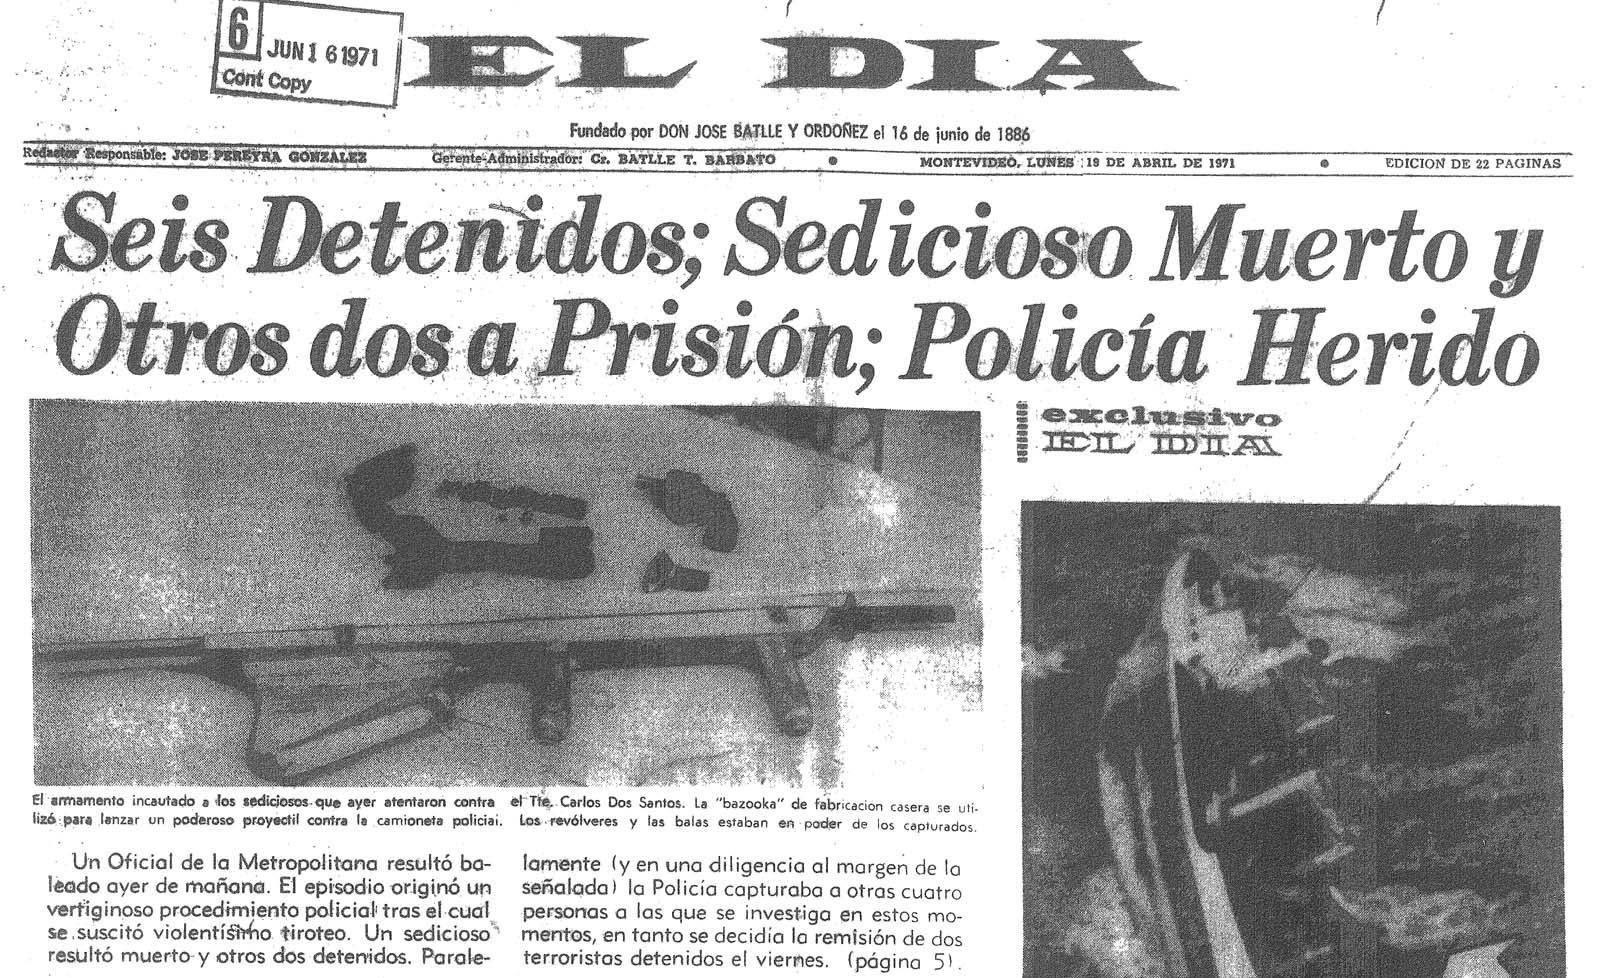 6
JUN 16 1971
Cont Copy
EL DIA
Fundado por DON JOSE BATLLE Y ORDOÑEZ el 16 de junio de 1886
Redactor Responsable: JOSE PEREYRA GONZALEZ Gerente-Administrador: Cr. BATLLE T. BARBATO ● MONTEVIDEO, LUNES 19 DE ABRIL DE 1971 ● EDICION DE 22 PAGINAS
Seis Detenidos; Sedicioso Muerto y
Otros dos a Prisión; Policía Herido
exclusivo
EL DIA
El armamento incautado a los sediciosos que ayer atentaron contra
lizó para lanzar un poderoso proyectil contra la camioneta policial.
el Tte. Carlos Dos Santos. La "bazooka" de fabricacion casera se uti-
Los revólveres y las balas estaban en poder de los capturados.
Un Oficial de la Metropolitana resultó ba-
leado ayer de mañana. El episodio originó un
vertiginoso procedimiento policial tras el cual
se suscitó violentísimo tiroteo. Un sedicioso
resultó muerto y otros dos detenidos. Parale-
lamente (y en una diligencia al margen de la
señalada) la Policía capturaba a otras cuatro
personas a las que se investiga en estos mo-
mentos, en tanto se decidía la remisión de dos
terroristas detenidos el viernes. (página 5).